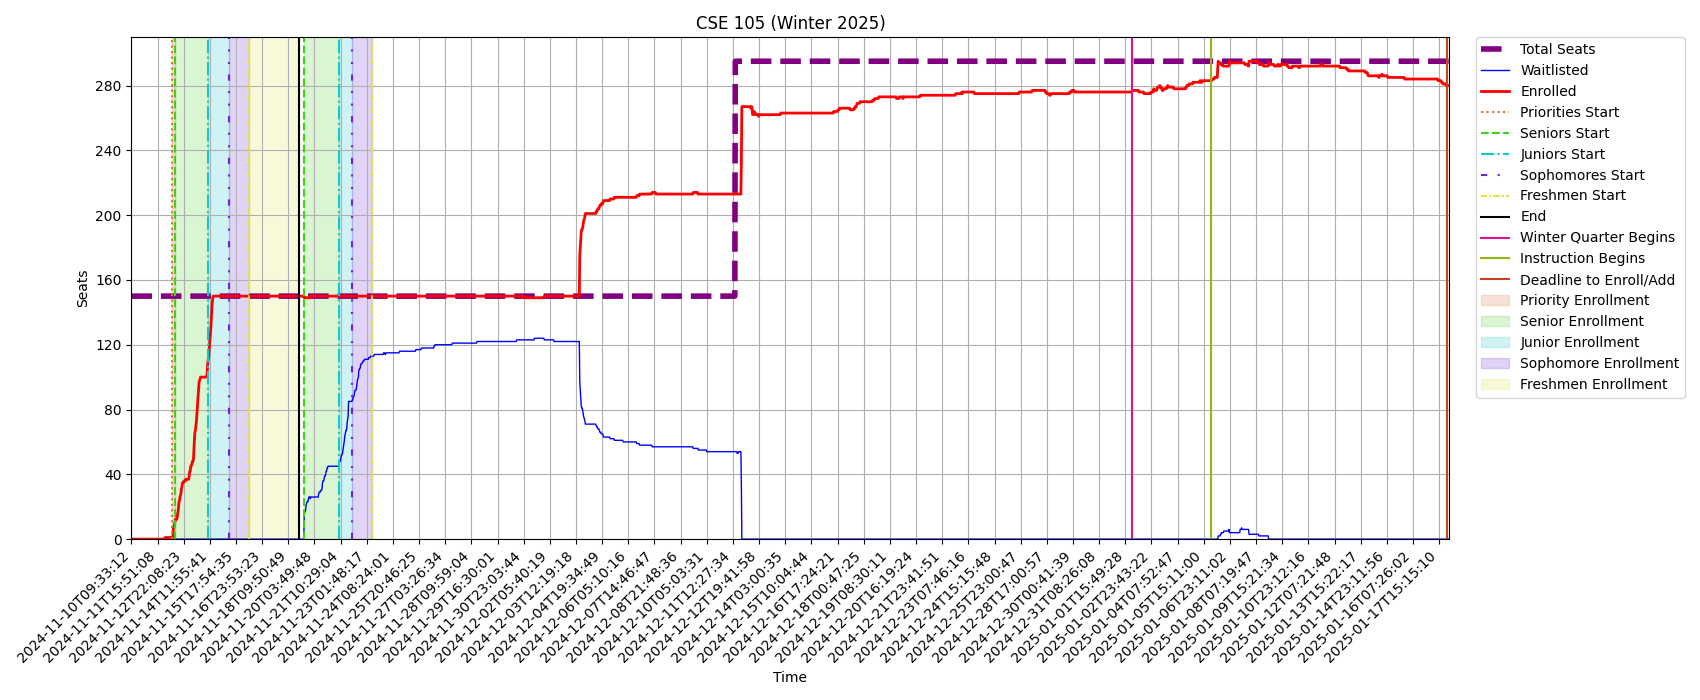 CSE 105 (Winter 2025)
Seats
280
240
200
160
120
80
40
0
2024-11-10T09:33:12
2024-11-11T15:51:08
2024-11-12T22:08:23
2024-11-14T11:55:41
2024-11-15T17:54:35
2024-11-16T23:53:23
2024-11-18T09:50:49
2024-11-20T03:49:48
2024-11-21T10:29:04
2024-11-23T01:48:17
2024-11-24T08:24:01
2024-11-25T20:46:25
2024-11-27T03:26:34
2024-11-28T09:59:04
2024-11-29T16:30:01
2024-11-30T23:03:44
2024-12-02T05:40:19
2024-12-03T12:19:18
2024-12-04T19:34:49
2024-12-06T05:10:16
2024-12-07T14:46:47
2024-12-08T21:48:36
2024-12-10T05:03:31
2024-12-11T12:27:34
2024-12-12T19:41:58
2024-12-14T03:00:35
2024-12-15T10:04:44
2024-12-16T17:24:21
2024-12-18T00:47:25
2024-12-19T08:30:11
2024-12-20T16:19:24
2024-12-21T23:41:51
2024-12-23T07:46:16
2024-12-24T15:15:48
2024-12-25T23:00:47
2024-12-28T17:00:57
2024-12-30T00:41:39
2024-12-31T08:26:08
2025-01-01T15:49:28
2025-01-02T23:43:22
2025-01-04T07:52:47
2025-01-05T15:11:00
2025-01-06T23:11:02
2025-01-08T07:19:47
2025-01-09T15:21:34
2025-01-10T23:12:16
2025-01-12T07:21:48
2025-01-13T15:22:17
2025-01-14T23:11:56
2025-01-16T07:26:02
2025-01-17T15:15:10
Time
Total Seats
Waitlisted
Enrolled
Priorities Start
Seniors Start
Juniors Start
Sophomores Start
Freshmen Start
End
Winter Quarter Begins
Instruction Begins
Deadline to Enroll/Add
Priority Enrollment
Senior Enrollment
Junior Enrollment
Sophomore Enrollment
Freshmen Enrollment